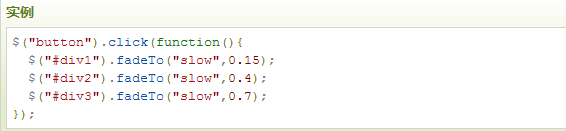 实例
$("button").click(function(){
  $("#div1").fadeTo("slow",0.15);
  $("#div2").fadeTo("slow",0.4);
  $("#div3").fadeTo("slow",0.7);
});